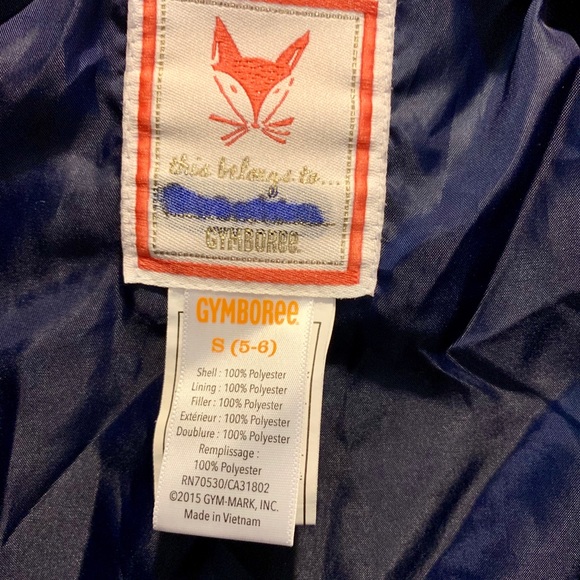 this belongs to...
GYMBOREE
GYMBOREE
S (5-6)
Shell : 100% Polyester
Lining : 100% Polyester
Filler : 100% Polyester
Extérieur : 100% Polyester
Doublure : 100% Polyester
Remplissage :
100% Polyester
RN70530/CA31802
©2015 GYM-MARK, INC.
Made in Vietnam